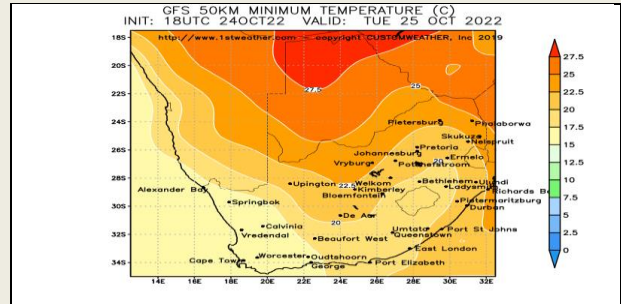 GFS 50KM MINIMUM TEMPERATURE (C)
INIT: 18UTC 24OCT22 VALID: TUE 25 OCT 2022
http://www.1stweather.com © copyright CUSTOMWEATHER, Inc 2019
18S
20S
22S
24S
26S
28S
30S
32S
34S
25
27.5
Pietersburg
Phalaborwa
Skukuza
Nelspruit
Pretoria
Johannesburg
Ermelo
20
Vryburg
Potchefstroom
Alexander Bay
Upington
22.5
Welkom
Bethlehem
Ulundi
Kimberley
Ladysmith
Richards B
Bloemfontein
Springbok
Pietermaritzburg
Durban
De Aar
20
Calvinia
Vredendal
Umtata
Port St Johns
Beaufort West
Queenstown
East London
Cape Town
Worcester
Oudtshoorn
George
Port Elizabeth
14E 16E 18E 20E 22E 24E 26E 28E 30E 32E
27.5
25
22.5
20
17.5
15
12.5
10
7.5
5
2.5
0